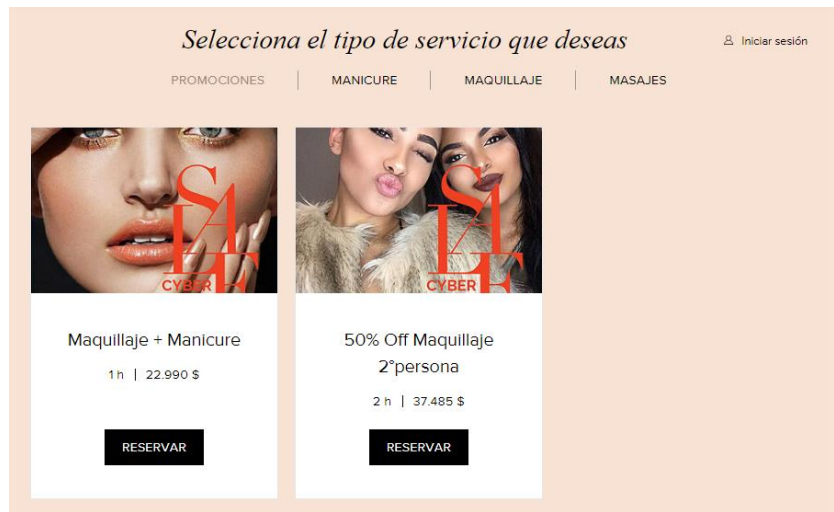 Selecciona el tipo de servicio que deseas
Iniciar sesión
PROMOCIONES | MANICURE | MAQUILLAJE | MASAJES
SALE
CYBER
SALE
CYBER
Maquillaje + Manicure
1 h | 22.990 $
RESERVAR
50% Off Maquillaje
2°persona
2 h | 37.485 $
RESERVAR